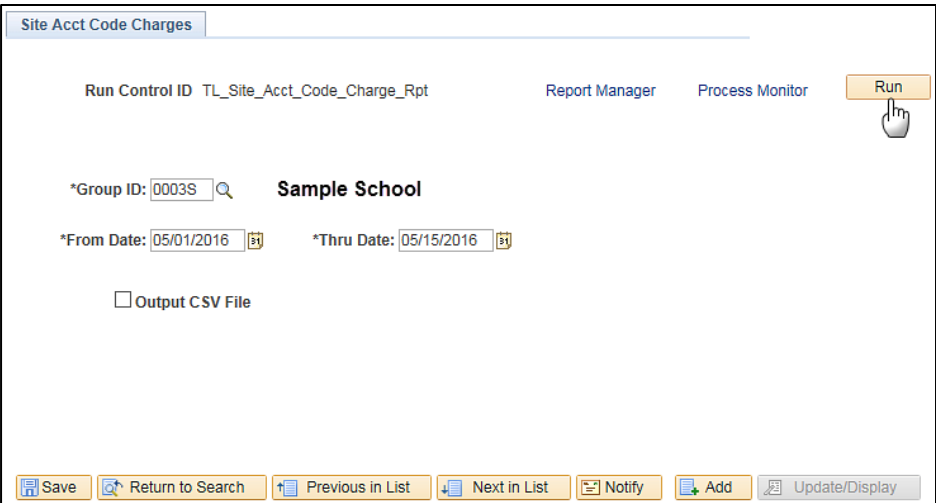 Site Acct Code Charges
Run Control ID TL_Site_Acct_Code_Charge_Rpt Report Manager Process Monitor Run
*Group ID: 0003S Sample School
*From Date: 05/01/2016 31 *Thru Date: 05/15/2016 31
Output CSV File
Save Return to Search Previous in List Next in List Notify Add Update/Display